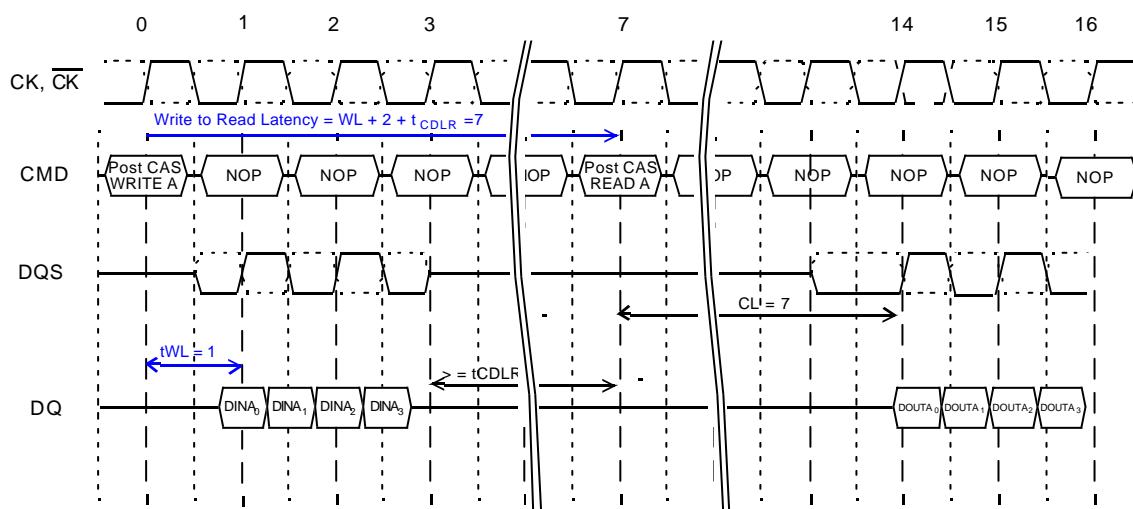 0 1 2 3 7 14 15 16
CK, CK
Write to Read Latency = WL + 2 + t CDLR =7
CMD
Post CAS
WRITE A
NOP
NOP
NOP
Post CAS
READ A
NOP
NOP
NOP
NOP
DQS
CL = 7
tWL = 1
> = tCDLR
DQ
DINA0 DINA1 DINA2 DINA3
DOUTA0 DOUTA1 DOUTA2 DOUTA3